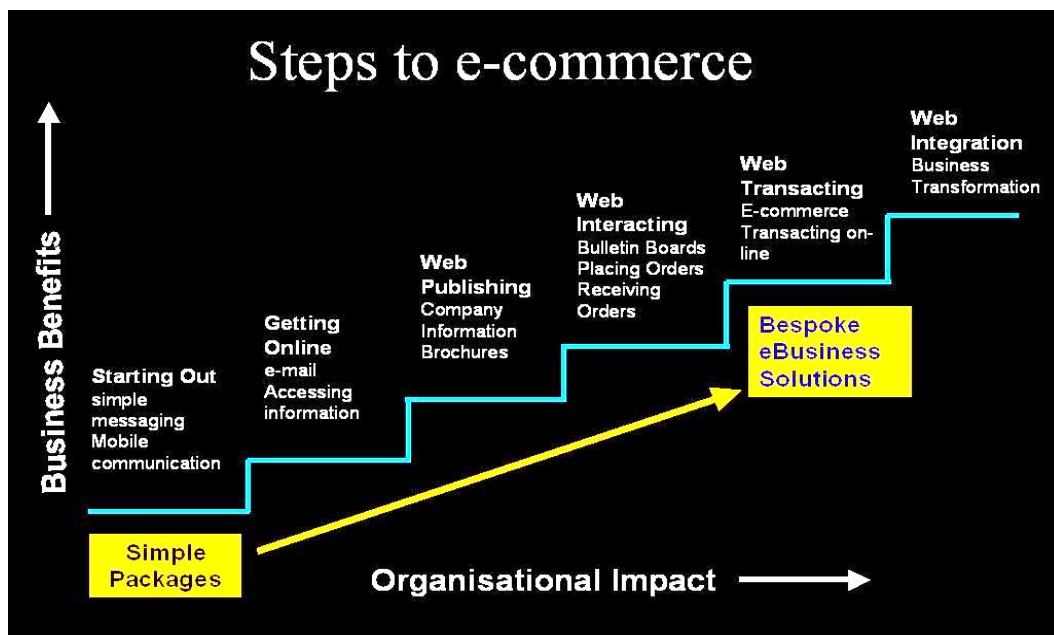 Steps to e-commerce
Business Benefits
Starting Out
simple
messaging
Mobile
communication
Getting
Online
e-mail
Accessing
information
Web
Publishing
Company
Information
Brochures
Web
Interacting
Bulletin Boards
Placing Orders
Receiving
Orders
Web
Transacting
E-commerce
Transacting on-
line
Web
Integration
Business
Transformation
Simple
Packages
Bespoke
eBusiness
Solutions
Organisational Impact